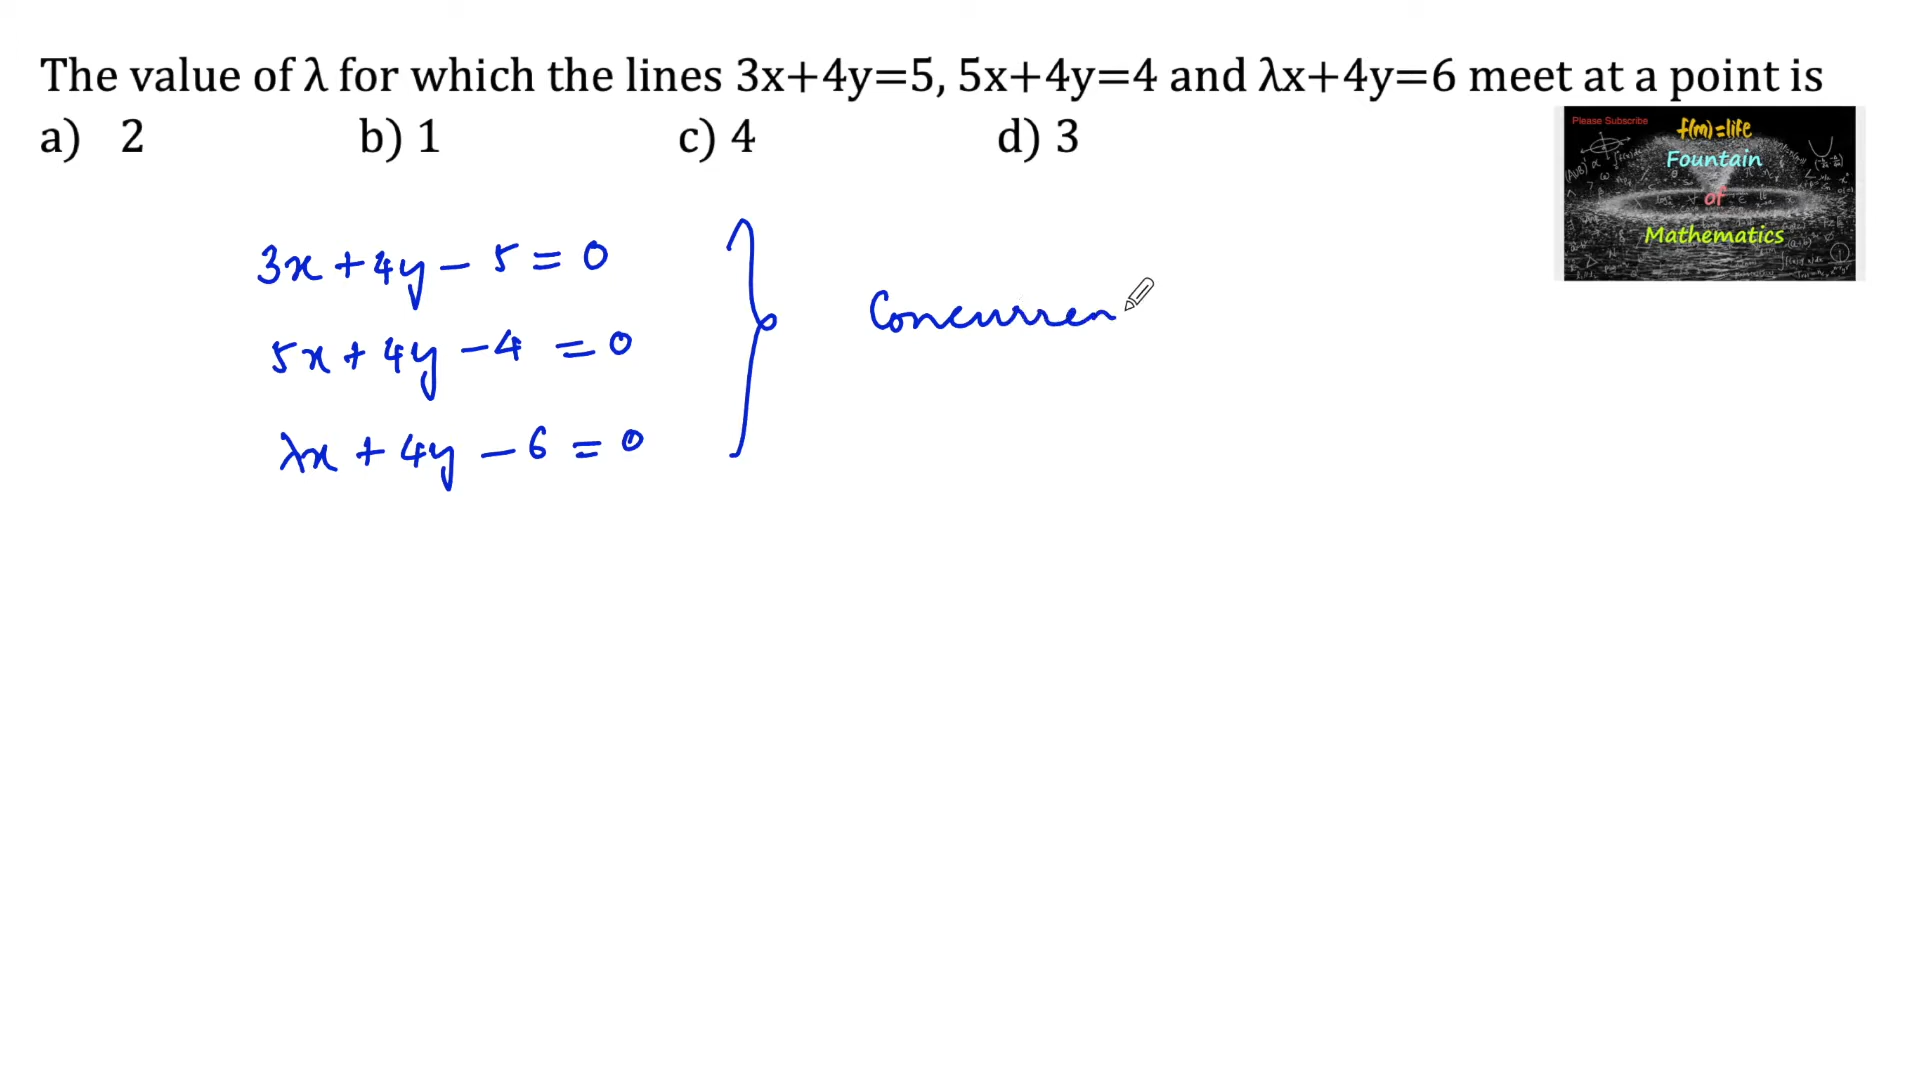 The value of λ for which the lines 3x+4y=5, 5x+4y=4 and λx+4y=6 meet at a point is
a) 2 b) 1 c) 4 d) 3
Please Subscribe
f(m)=life
Fountain
of
Mathematics
3x + 4y - 5 = 0
5x + 4y - 4 = 0
λx + 4y - 6 = 0
Concurren